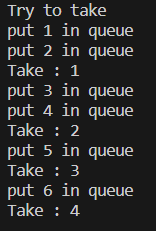 Try to take
put 1 in queue
put 2 in queue
Take : 1
put 3 in queue
put 4 in queue
Take : 2
put 5 in queue
Take : 3
put 6 in queue
Take : 4